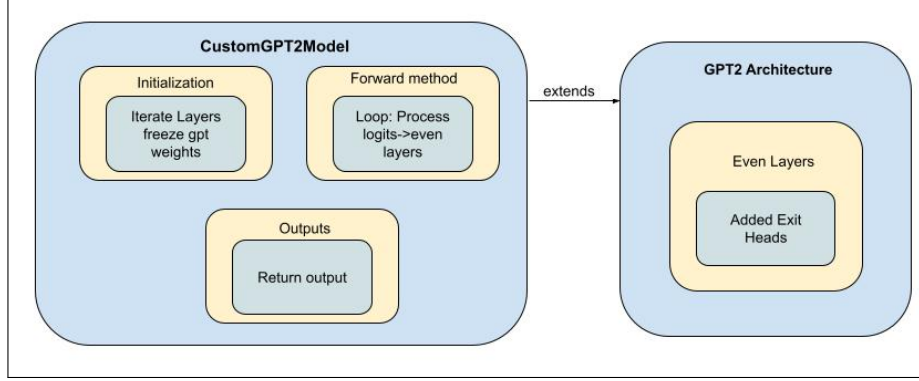 CustomGPT2Model
Initialization
Iterate Layers
freeze gpt
weights
Forward method
Loop: Process
logits->even
layers
Outputs
Return output
extends
GPT2 Architecture
Even Layers
Added Exit
Heads